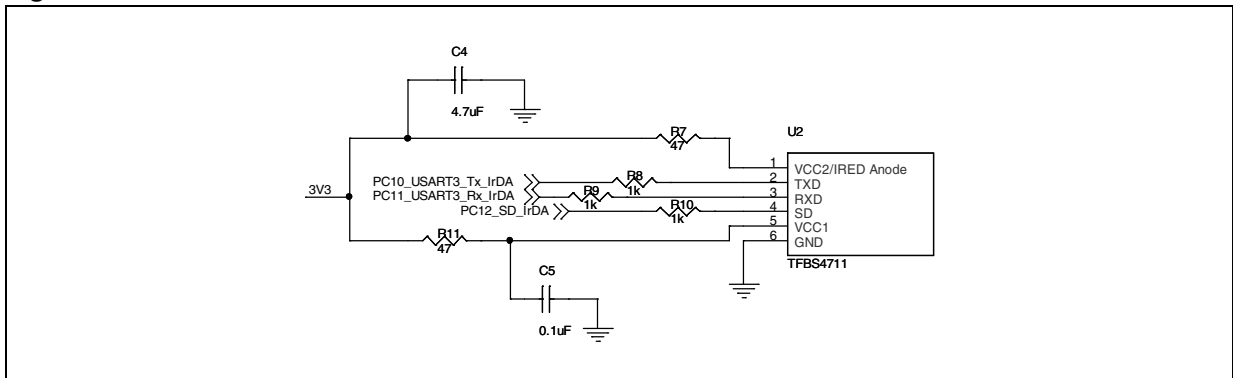 C4
4.7uF
R7
47
U2
1
VCC2/IRED Anode
PC10_USART3_Tx_IrDA
R8
1k
2
TXD
3V3
PC11_USART3_Rx_IrDA
R9
1k
3
RXD
PC12_SD_IrDA
R10
1k
4
SD
5
VCC1
R11
47
6
GND
TFBS4711
C5
0.1uF